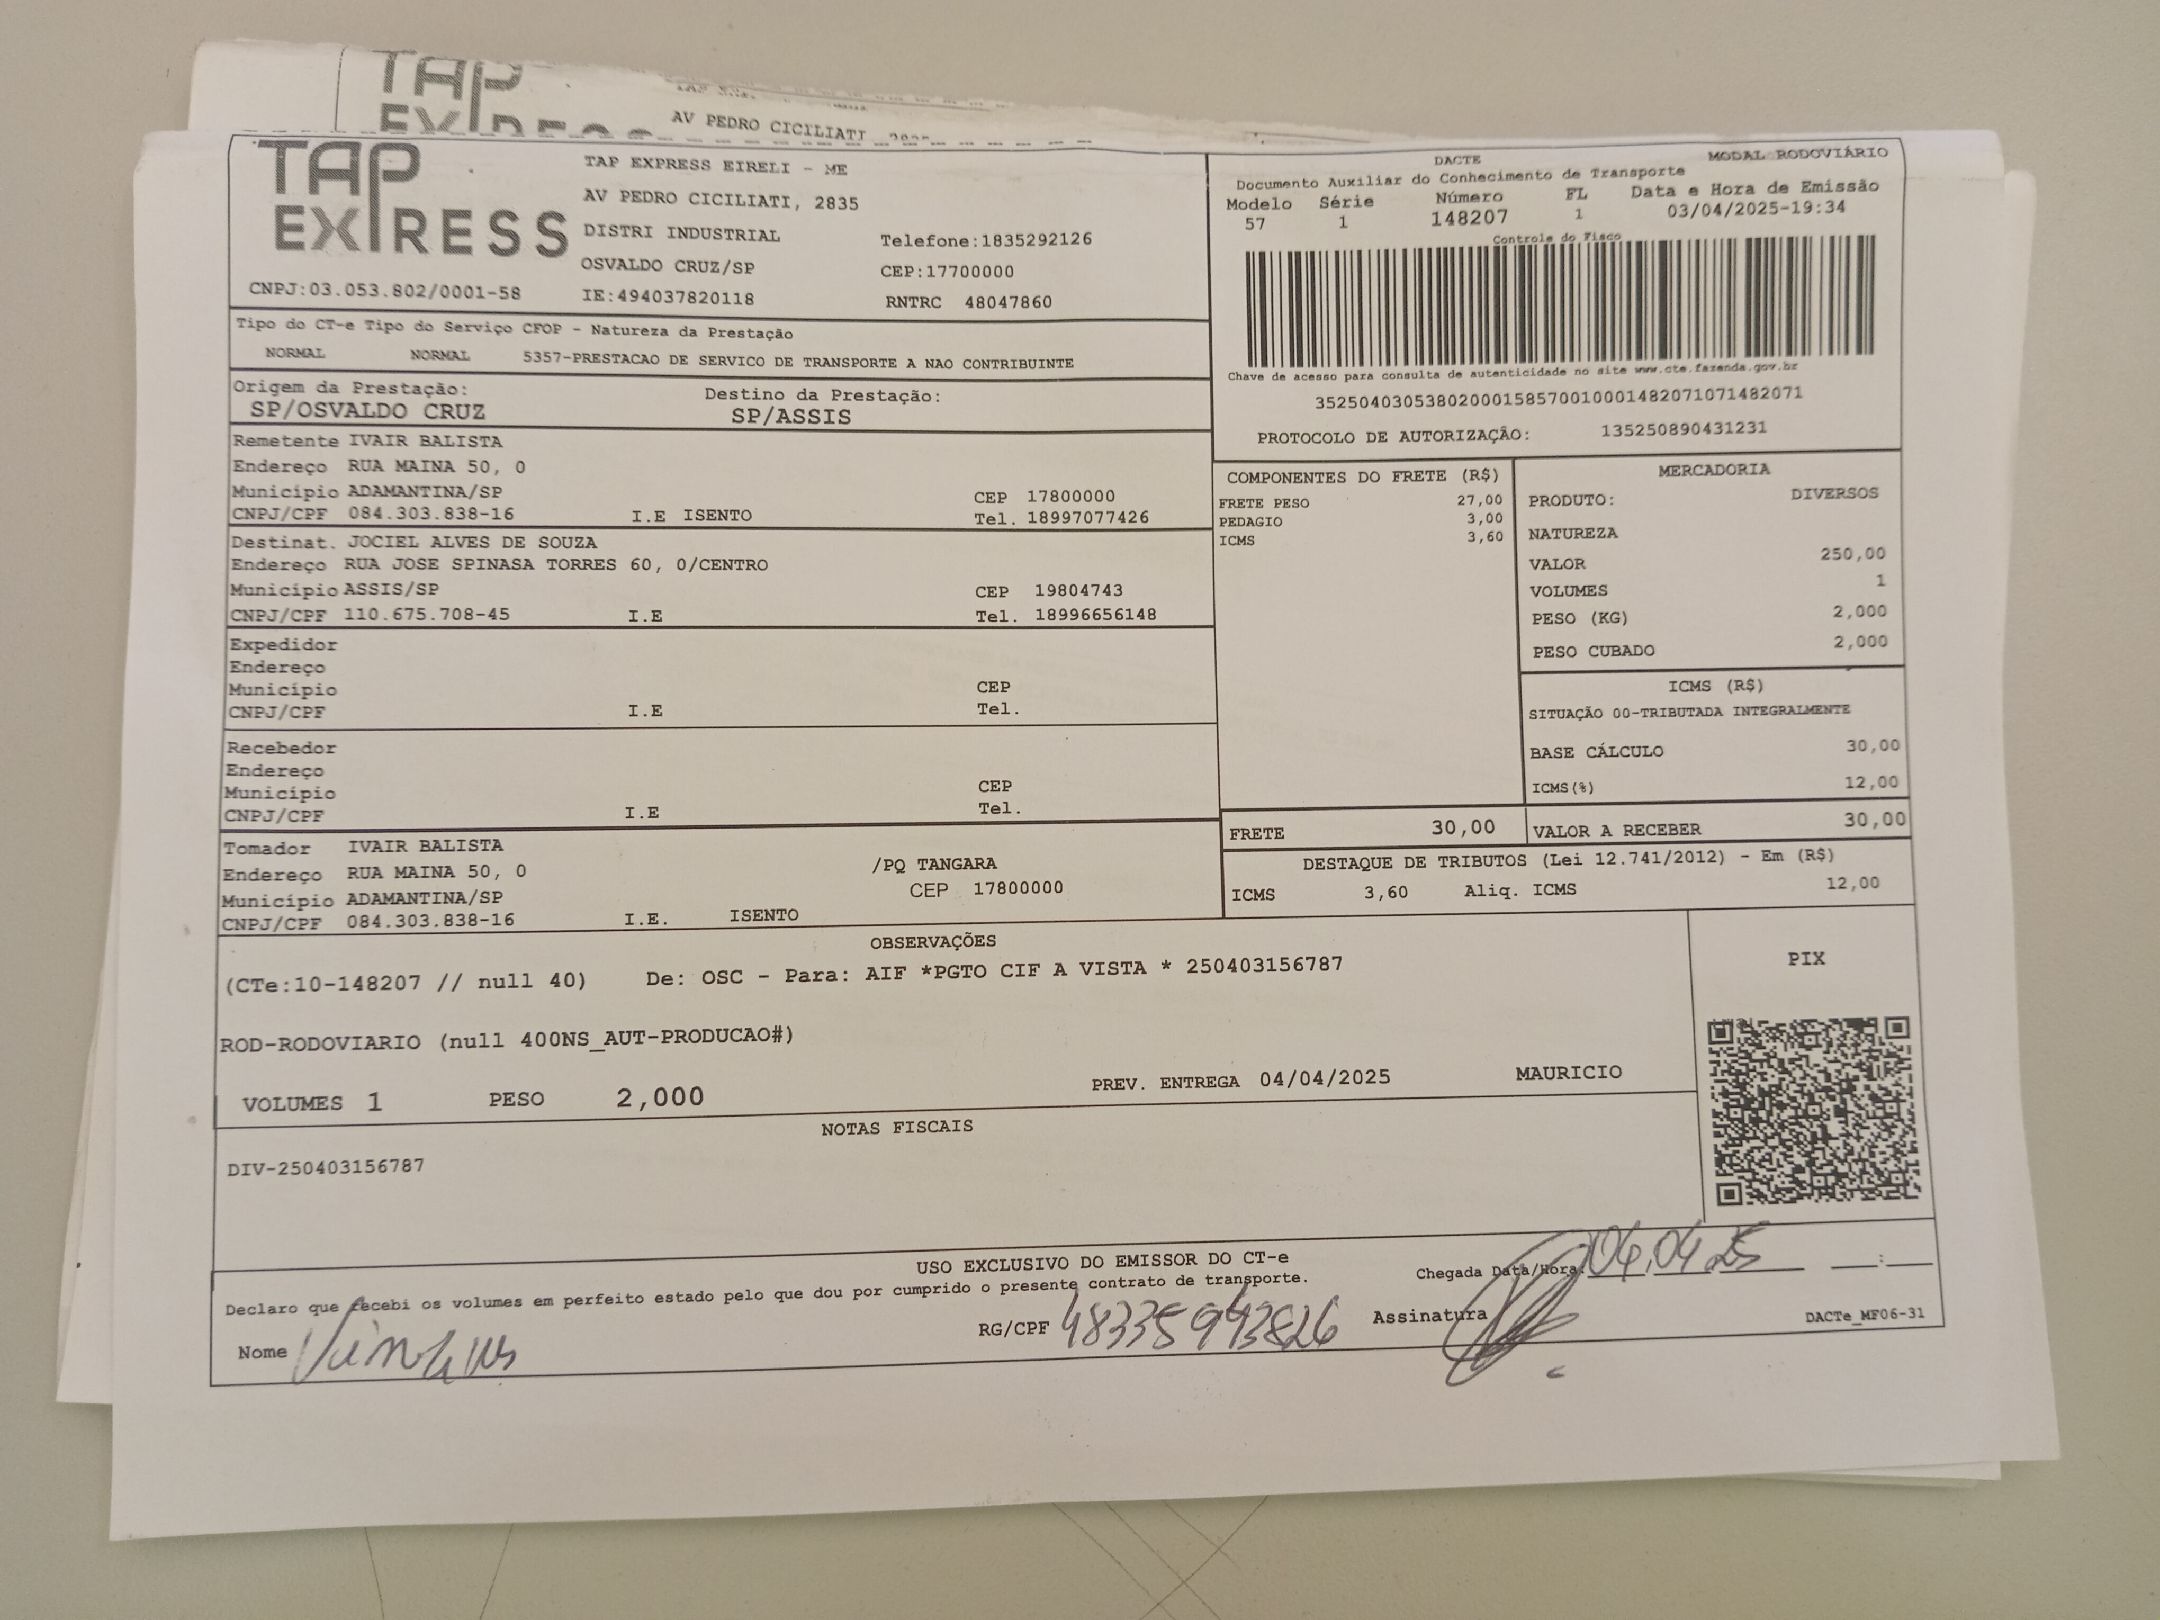 TAP
AV PEDRO CICILIATI
TAP EXPRESS
TAP EXPRESS EIRELI - ME
AV PEDRO CICILIATI, 2835
DISTRI INDUSTRIAL
Telefone:1835292126
OSVALDO CRUZ/SP
CEP:17700000
CNPJ:03.053.802/0001-58
IE:494037820118
RNTRC 48047860
DACTE
MODAL RODOVIÁRIO
Documento Auxiliar do Conhecimento de Transporte
Modelo Série Número FL Data e Hora de Emissão
57 1 148207 1 03/04/2025-19:34
Controle do Fisco
Chave de acesso para consulta de autenticidade no site www.cte.fazenda.gov.br
35250403053802000158570010001482071071482071
PROTOCOLO DE AUTORIZAÇÃO: 135250890431231
Tipo do CT-e Tipo do Serviço CFOP - Natureza da Prestação
NORMAL NORMAL 5357-PRESTACAO DE SERVICO DE TRANSPORTE A NAO CONTRIBUINTE
Origem da Prestação: Destino da Prestação:
SP/OSVALDO CRUZ SP/ASSIS
Remetente IVAIR BALISTA
Endereço RUA MAINA 50, 0
Município ADAMANTINA/SP CEP 17800000
CNPJ/CPF 084.303.838-16 I.E ISENTO Tel. 18997077426
Destinat. JOCIEL ALVES DE SOUZA
Endereço RUA JOSE SPINASA TORRES 60, 0/CENTRO
Município ASSIS/SP CEP 19804743
CNPJ/CPF 110.675.708-45 I.E Tel. 18996656148
Expedidor
Endereço
Município CEP
CNPJ/CPF I.E Tel.
Recebedor
Endereço
Município CEP
CNPJ/CPF I.E Tel.
Tomador IVAIR BALISTA
Endereço RUA MAINA 50, 0 /PQ TANGARA
Município ADAMANTINA/SP CEP 17800000
CNPJ/CPF 084.303.838-16 I.E. ISENTO
COMPONENTES DO FRETE (R$)
FRETE PESO 27,00
PEDAGIO 3,00
ICMS 3,60
MERCADORIA
PRODUTO: DIVERSOS
NATUREZA
VALOR 250,00
VOLUMES 1
PESO (KG) 2,000
PESO CUBADO 2,000
ICMS (R$)
SITUAÇÃO 00-TRIBUTADA INTEGRALMENTE
BASE CÁLCULO 30,00
ICMS(%) 12,00
FRETE 30,00 VALOR A RECEBER 30,00
DESTAQUE DE TRIBUTOS (Lei 12.741/2012) - Em (R$)
ICMS 3,60 Aliq. ICMS 12,00
OBSERVAÇÕES
(CTe:10-148207 // null 40) De: OSC - Para: AIF *PGTO CIF A VISTA * 250403156787
ROD-RODOVIARIO (null 400NS_AUT-PRODUCAO#)
VOLUMES 1 PESO 2,000 PREV. ENTREGA 04/04/2025 MAURICIO
PIX
NOTAS FISCAIS
DIV-250403156787
USO EXCLUSIVO DO EMISSOR DO CT-e
Declaro que recebi os volumes em perfeito estado pelo que dou por cumprido o presente contrato de transporte.
Chegada Data/Hora: 04.04.25 :
Nome
RG/CPF 48335943826
Assinatura
DACTe_MF06-31